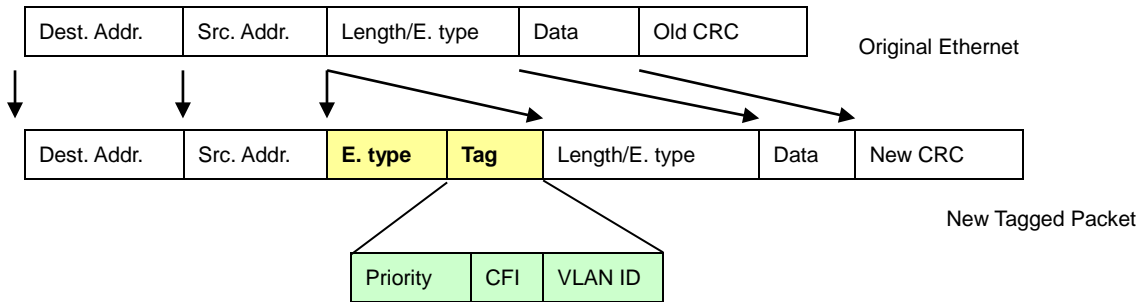 Dest. Addr. Src. Addr. Length/E. type Data Old CRC
Original Ethernet
Dest. Addr. Src. Addr. E. type Tag Length/E. type Data New CRC
New Tagged Packet
Priority CFI VLAN ID